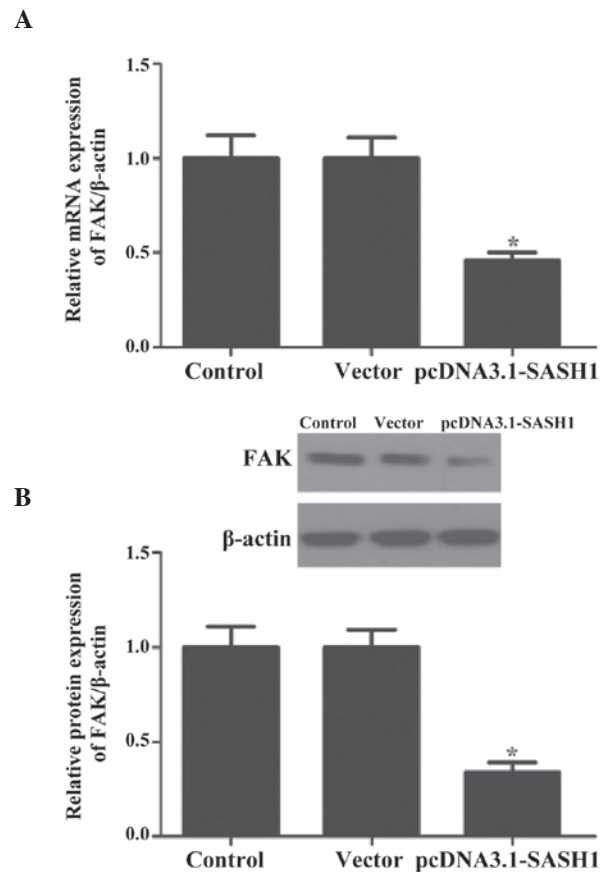 A
Relative mRNA expression
of FAK/β-actin
1.5
1.0
0.5
0.0
*
Control Vector pcDNA3.1-SASH1
Control Vector pcDNA3.1-SASH1
FAK
β-actin
B
Relative protein expression
of FAK/β-actin
1.5
1.0
0.5
0.0
*
Control Vector pcDNA3.1-SASH1